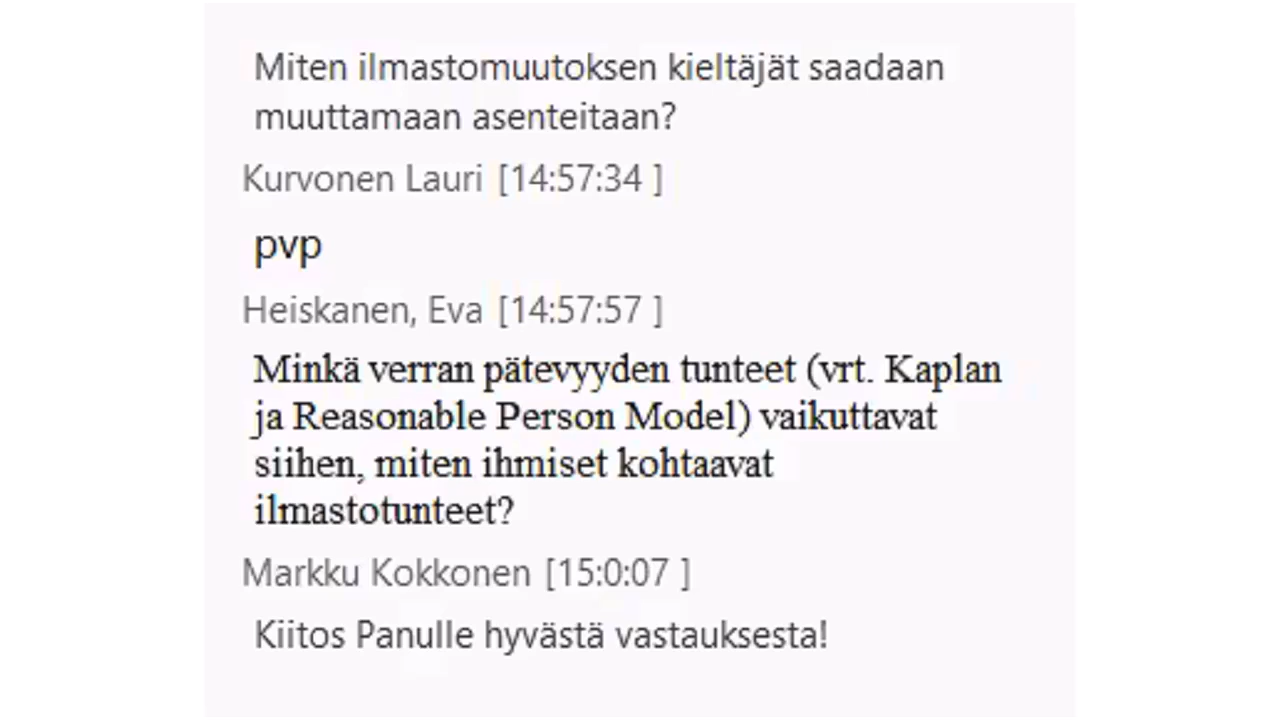 Miten ilmastomuutoksen kieltäjät saadaan
muuttamaan asenteitaan?
Kurvonen Lauri [14:57:34 ]
pvp
Heiskanen, Eva [14:57:57 ]
Minkä verran pätevyyden tunteet (vrt. Kaplan
ja Reasonable Person Model) vaikuttavat
siihen, miten ihmiset kohtaavat
ilmastotunteet?
Markku Kokkonen [15:0:07 ]
Kiitos Panulle hyvästä vastauksesta!